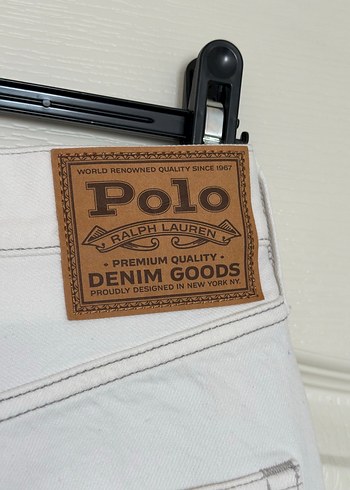 WORLD RENOWNED QUALITY SINCE 1967
Polo
RALPH LAUREN
• PREMIUM QUALITY •
DENIM GOODS
PROUDLY DESIGNED IN NEW YORK NY.